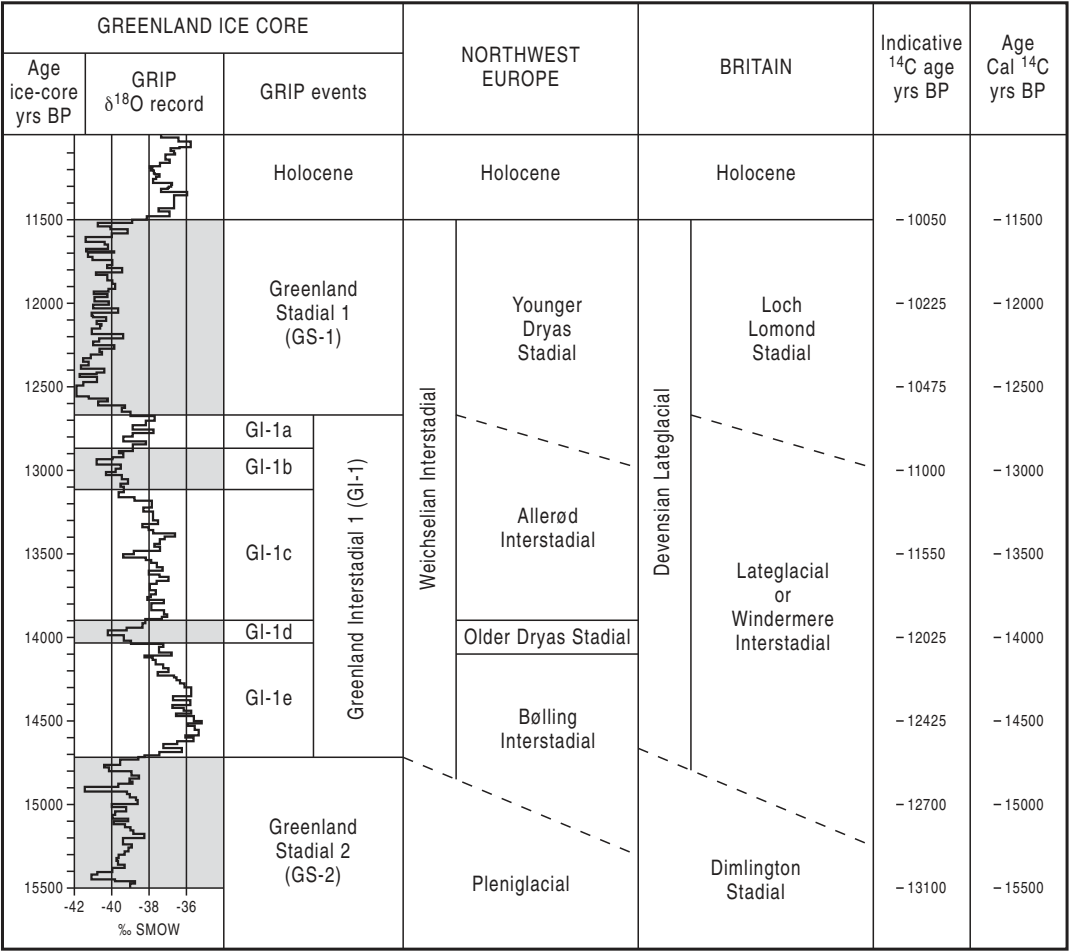 GREENLAND ICE CORE
Age
ice-core
yrs BP
GRIP
δ18O record
GRIP events
NORTHWEST
EUROPE
BRITAIN
Indicative
14C age
yrs BP
Age
Cal 14C
yrs BP
Holocene
Holocene
Holocene
11500
12000
12500
13000
13500
14000
14500
15000
15500
-42 -40 -38 -36
‰ SMOW
Greenland
Stadial 1
(GS-1)
GI-1a
GI-1b
GI-1c
GI-1d
GI-1e
Greenland Interstadial 1 (GI-1)
Greenland
Stadial 2
(GS-2)
Weichselian Interstadial
Younger
Dryas
Stadial
Allerød
Interstadial
Older Dryas Stadial
Bølling
Interstadial
Pleniglacial
Devensian Lateglacial
Loch
Lomond
Stadial
Lateglacial
or
Windermere
Interstadial
Dimlington
Stadial
–10050
–10225
–10475
–11000
–11550
–12025
–12425
–12700
–13100
–11500
–12000
–12500
–13000
–13500
–14000
–14500
–15000
–15500